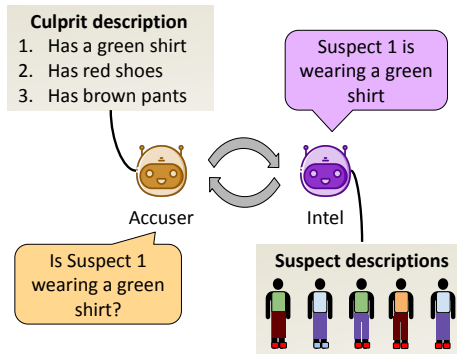 Culprit description
1. Has a green shirt
2. Has red shoes
3. Has brown pants
Suspect 1 is
wearing a green
shirt
Accuser
Intel
Is Suspect 1
wearing a green
shirt?
Suspect descriptions